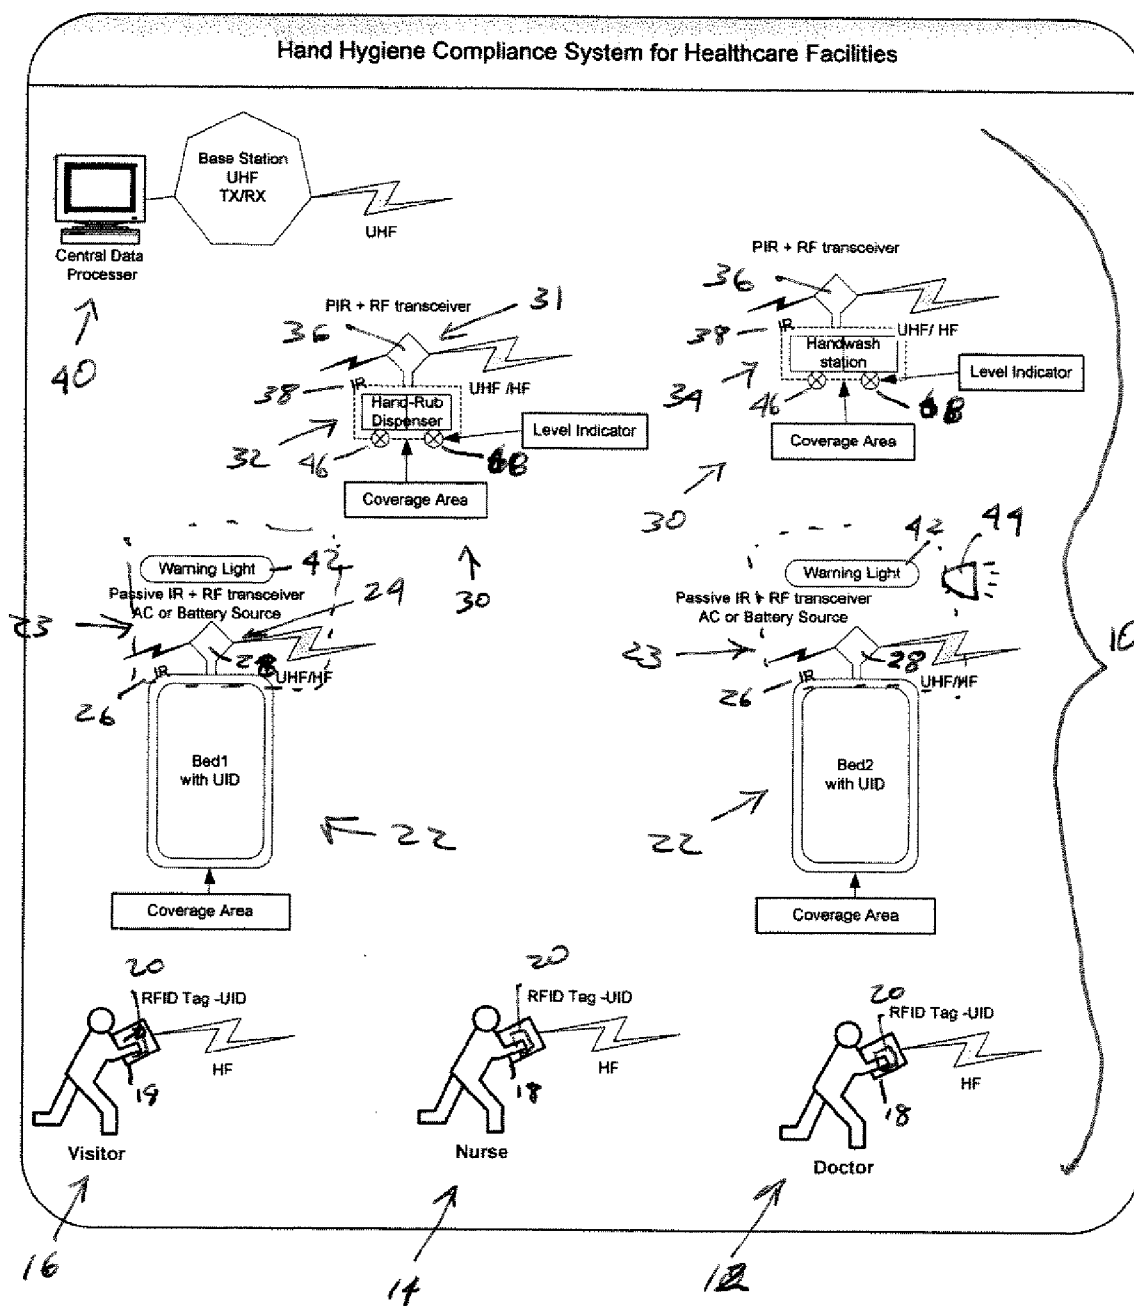 Hand Hygiene Compliance System for Healthcare Facilities
Base Station
UHF
TX/RX
UHF
Central Data
Processer
40
PIR + RF transceiver
31
36
38
IR
UHF /HF
Hand-Rub
Dispenser
32
46
Level Indicator
Coverage Area
30
PIR + RF transceiver
36
38
IR
UHF/ HF
Handwash
station
34
46
Level Indicator
Coverage Area
30
10
Warning Light
42
Passive IR + RF transceiver
AC or Battery Source
24
23
IR
UHF/HF
26
Bed1
with UID
22
Coverage Area
Warning Light
42
44
Passive IR + RF transceiver
AC or Battery Source
23
28
IR
UHF/HF
26
Bed2
with UID
22
Coverage Area
20
RFID Tag -UID
HF
18
Visitor
16
20
RFID Tag -UID
HF
18
Nurse
14
20
RFID Tag -UID
HF
18
Doctor
12